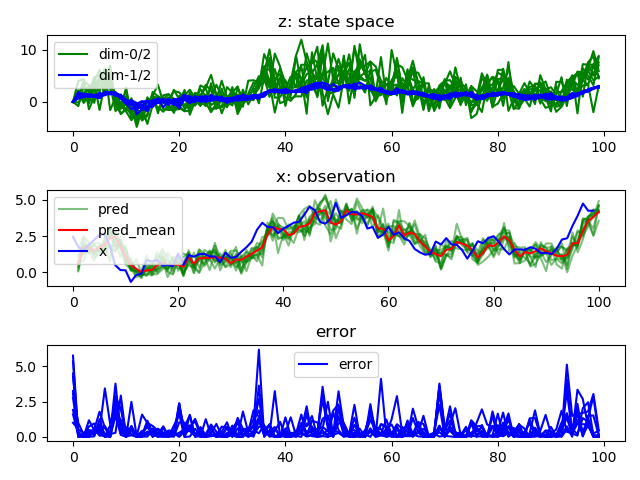 z: state space
10
0
dim-0/2
dim-1/2
0 20 40 60 80 100
x: observation
5.0
2.5
0.0
pred
pred_mean
x
0 20 40 60 80 100
error
5.0
2.5
0.0
error
0 20 40 60 80 100